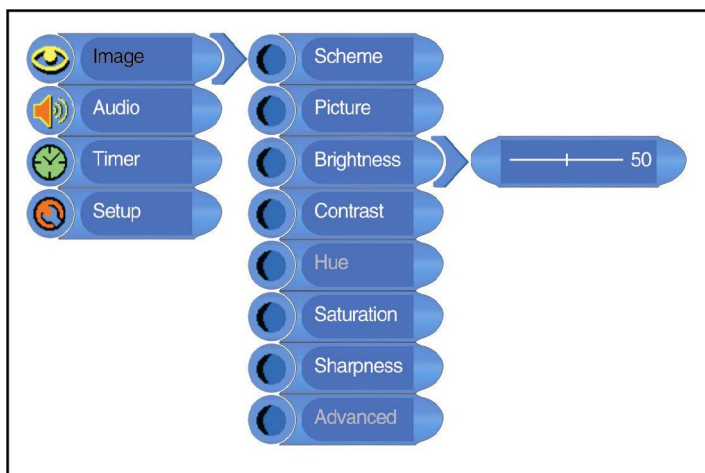 Image
Audio
Timer
Setup
Scheme
Picture
Brightness
Contrast
Hue
Saturation
Sharpness
Advanced
50